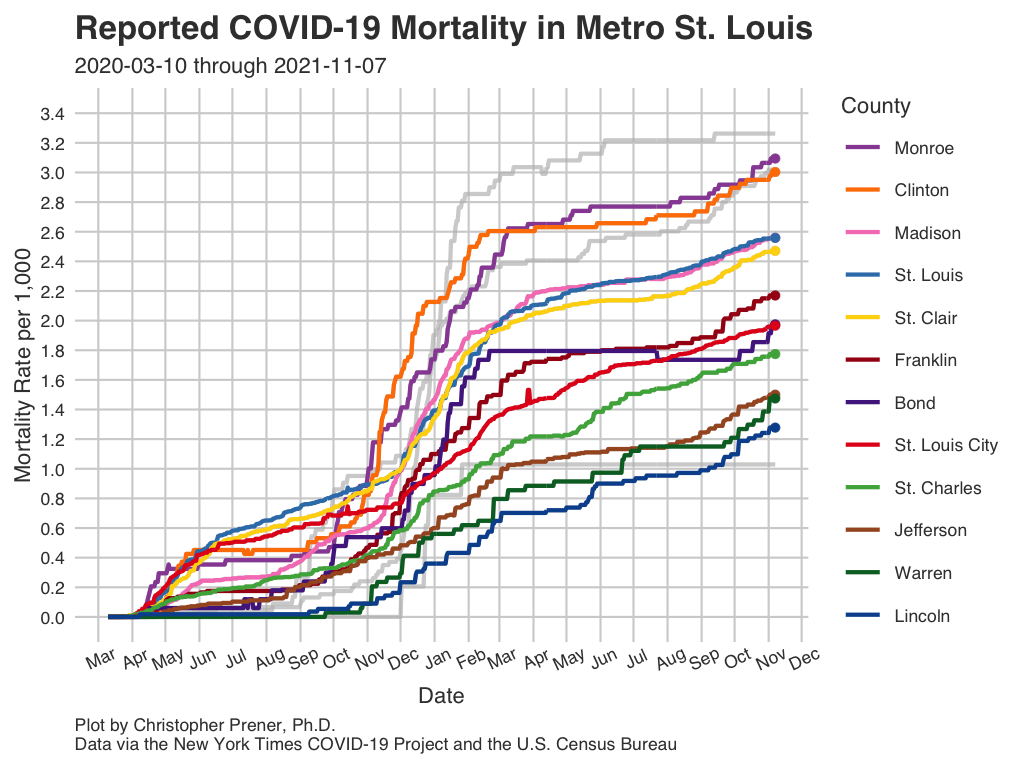 Reported COVID-19 Mortality in Metro St. Louis
2020-03-10 through 2021-11-07
Mortality Rate per 1,000
3.4
3.2
3.0
2.8
2.6
2.4
2.2
2.0
1.8
1.6
1.4
1.2
1.0
0.8
0.6
0.4
0.2
0.0
Mar Apr May Jun Jul Aug Sep Oct Nov Dec Jan Feb Mar Apr May Jun Jul Aug Sep Oct Nov Dec
Date
County
Monroe
Clinton
Madison
St. Louis
St. Clair
Franklin
Bond
St. Louis City
St. Charles
Jefferson
Warren
Lincoln
Plot by Christopher Prener, Ph.D.
Data via the New York Times COVID-19 Project and the U.S. Census Bureau